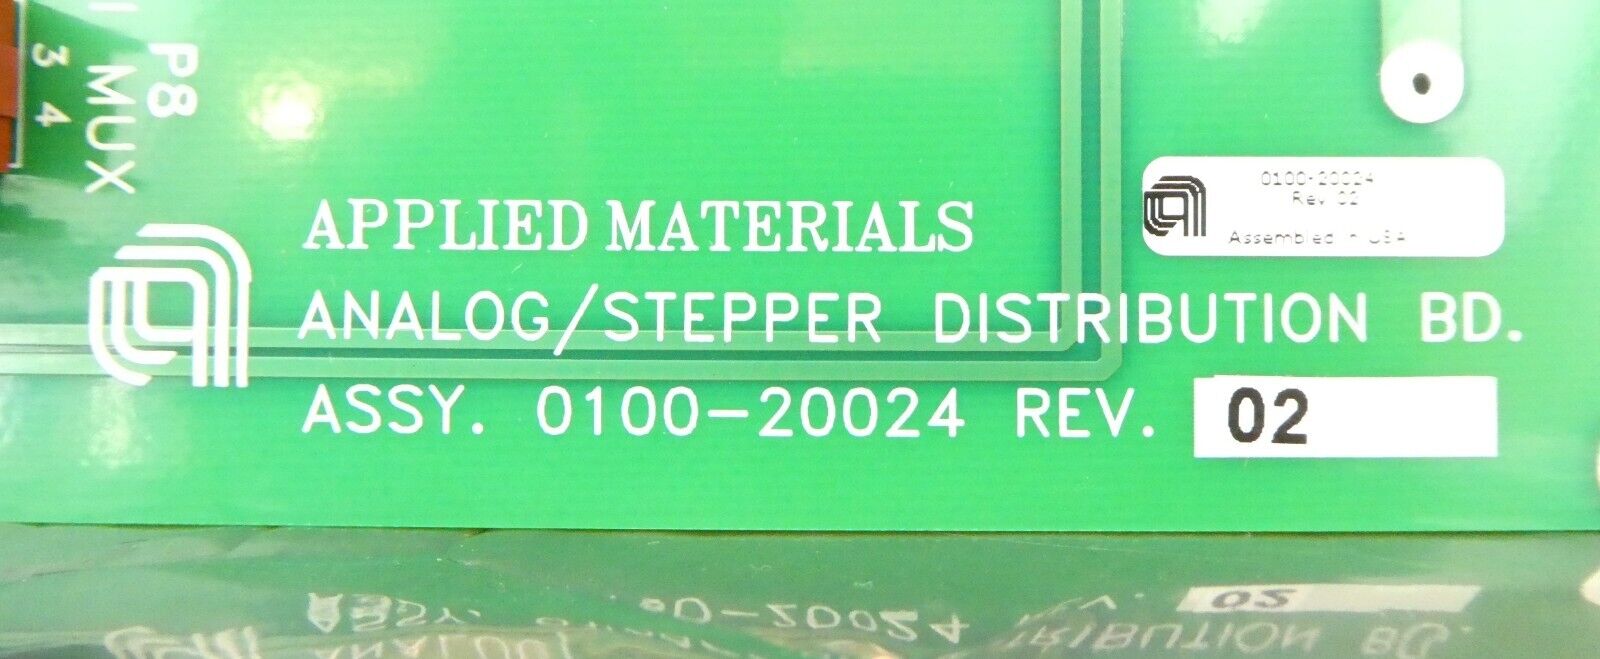 P8
MUX
3 4
APPLIED MATERIALS
ANALOG/STEPPER DISTRIBUTION BD.
ASSY. 0100-20024 REV. 02
0100-20024
Rev 02
Assembled in USA